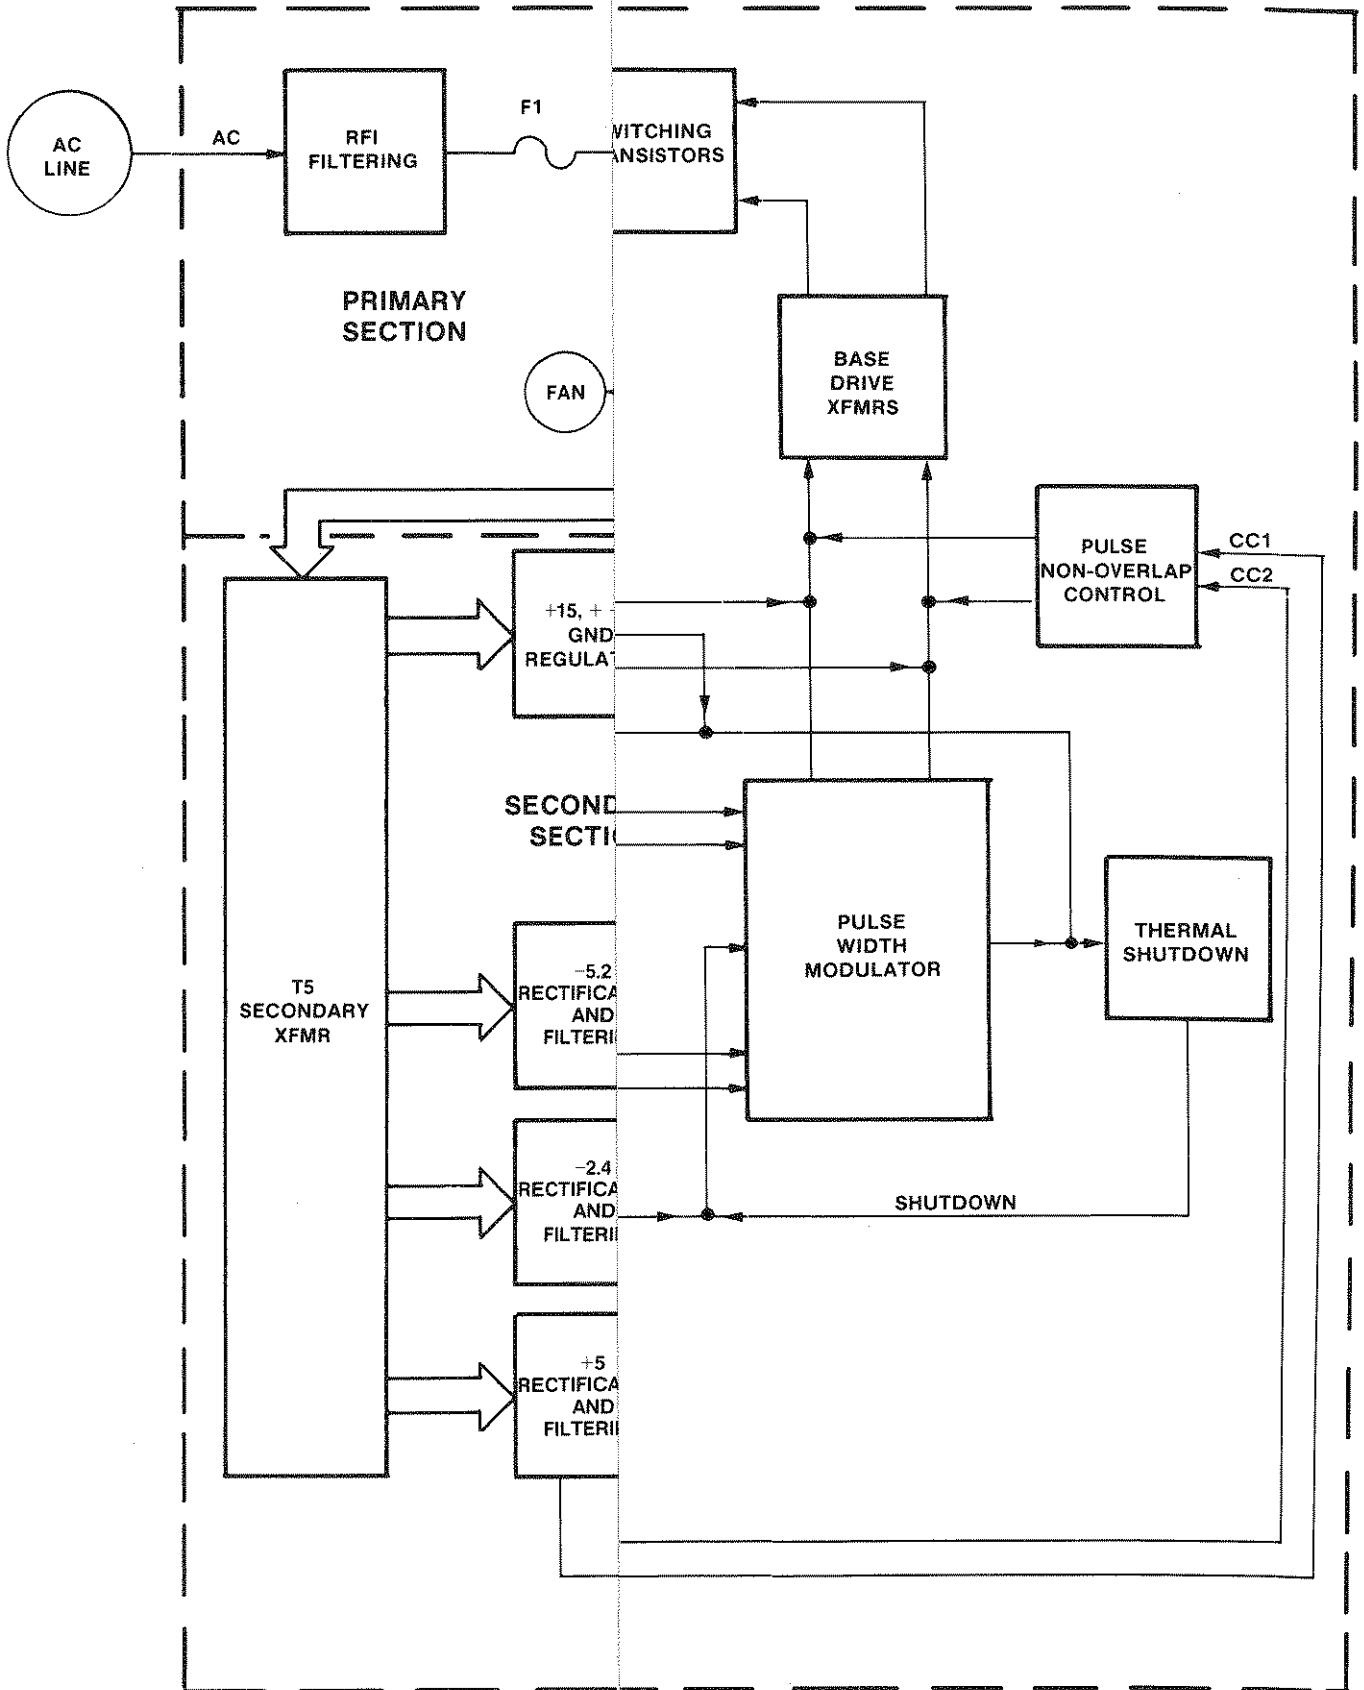 AC
LINE
AC
RFI
FILTERING
F1
WITCHING
ANSISTORS
PRIMARY
SECTION
FAN
BASE
DRIVE
XFMRS
PULSE
NON-OVERLAP
CONTROL
CC1
CC2
+15, +
GND
REGULAT
SECOND
SECTI
PULSE
WIDTH
MODULATOR
THERMAL
SHUTDOWN
T5
SECONDARY
XFMR
-5.2
RECTIFICA
AND
FILTERI
-2.4
RECTIFICA
AND
FILTERI
SHUTDOWN
+5
RECTIFICA
AND
FILTERI